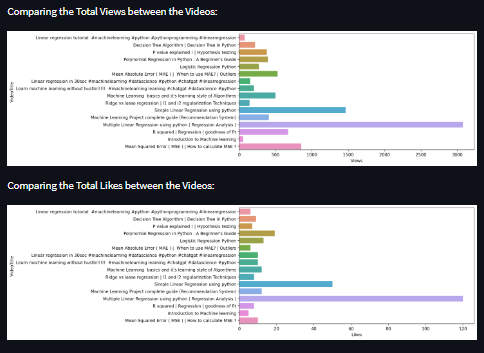 Comparing the Total Views between the Videos:
Linear regression tutorial #machinelearning #python #pythonprogramming #linearregression
Decision Tree Algorithm | Decision Tree in Python
P value explained | | Hypothesis testing
Polynomial Regression in Python - A Beginner's Guide
Logistic Regression Python
Mean Absolute Error ( MAE ) | When to use MAE? | Outliers
Linear regression in 30sec #machinelearning #datascience #python #chatgpt #linearregression
Learn machine learning without hustle!!!! #machinelearning #chatgpt #datascience #python
Machine Learning basics and it's learning style of Algorithms
Ridge vs lasso regression | l1 and l2 regularization Techniques
Simple Linear Regression using python
Machine Learning Project complete guide (Recommendation System)
Multiple Linear Regression using python | Regression Analysis |
R squared | Regression | goodness of fit
Introduction to Machine learning
Mean Squared Error ( MSE ) | How to calculate MSE ?
VideoTitle
0 500 1000 1500 2000 2500 3000
Views
Comparing the Total Likes between the Videos:
Linear regression tutorial #machinelearning #python #pythonprogramming #linearregression
Decision Tree Algorithm | Decision Tree in Python
P value explained | | Hypothesis testing
Polynomial Regression in Python - A Beginner's Guide
Logistic Regression Python
Mean Absolute Error ( MAE ) | When to use MAE? | Outliers
Linear regression in 30sec #machinelearning #datascience #python #chatgpt #linearregression
Learn machine learning without hustle!!!! #machinelearning #chatgpt #datascience #python
Machine Learning basics and it's learning style of Algorithms
Ridge vs lasso regression | l1 and l2 regularization Techniques
Simple Linear Regression using python
Machine Learning Project complete guide (Recommendation System)
Multiple Linear Regression using python | Regression Analysis |
R squared | Regression | goodness of fit
Introduction to Machine learning
Mean Squared Error ( MSE ) | How to calculate MSE ?
VideoTitle
0 20 40 60 80 100 120
Likes